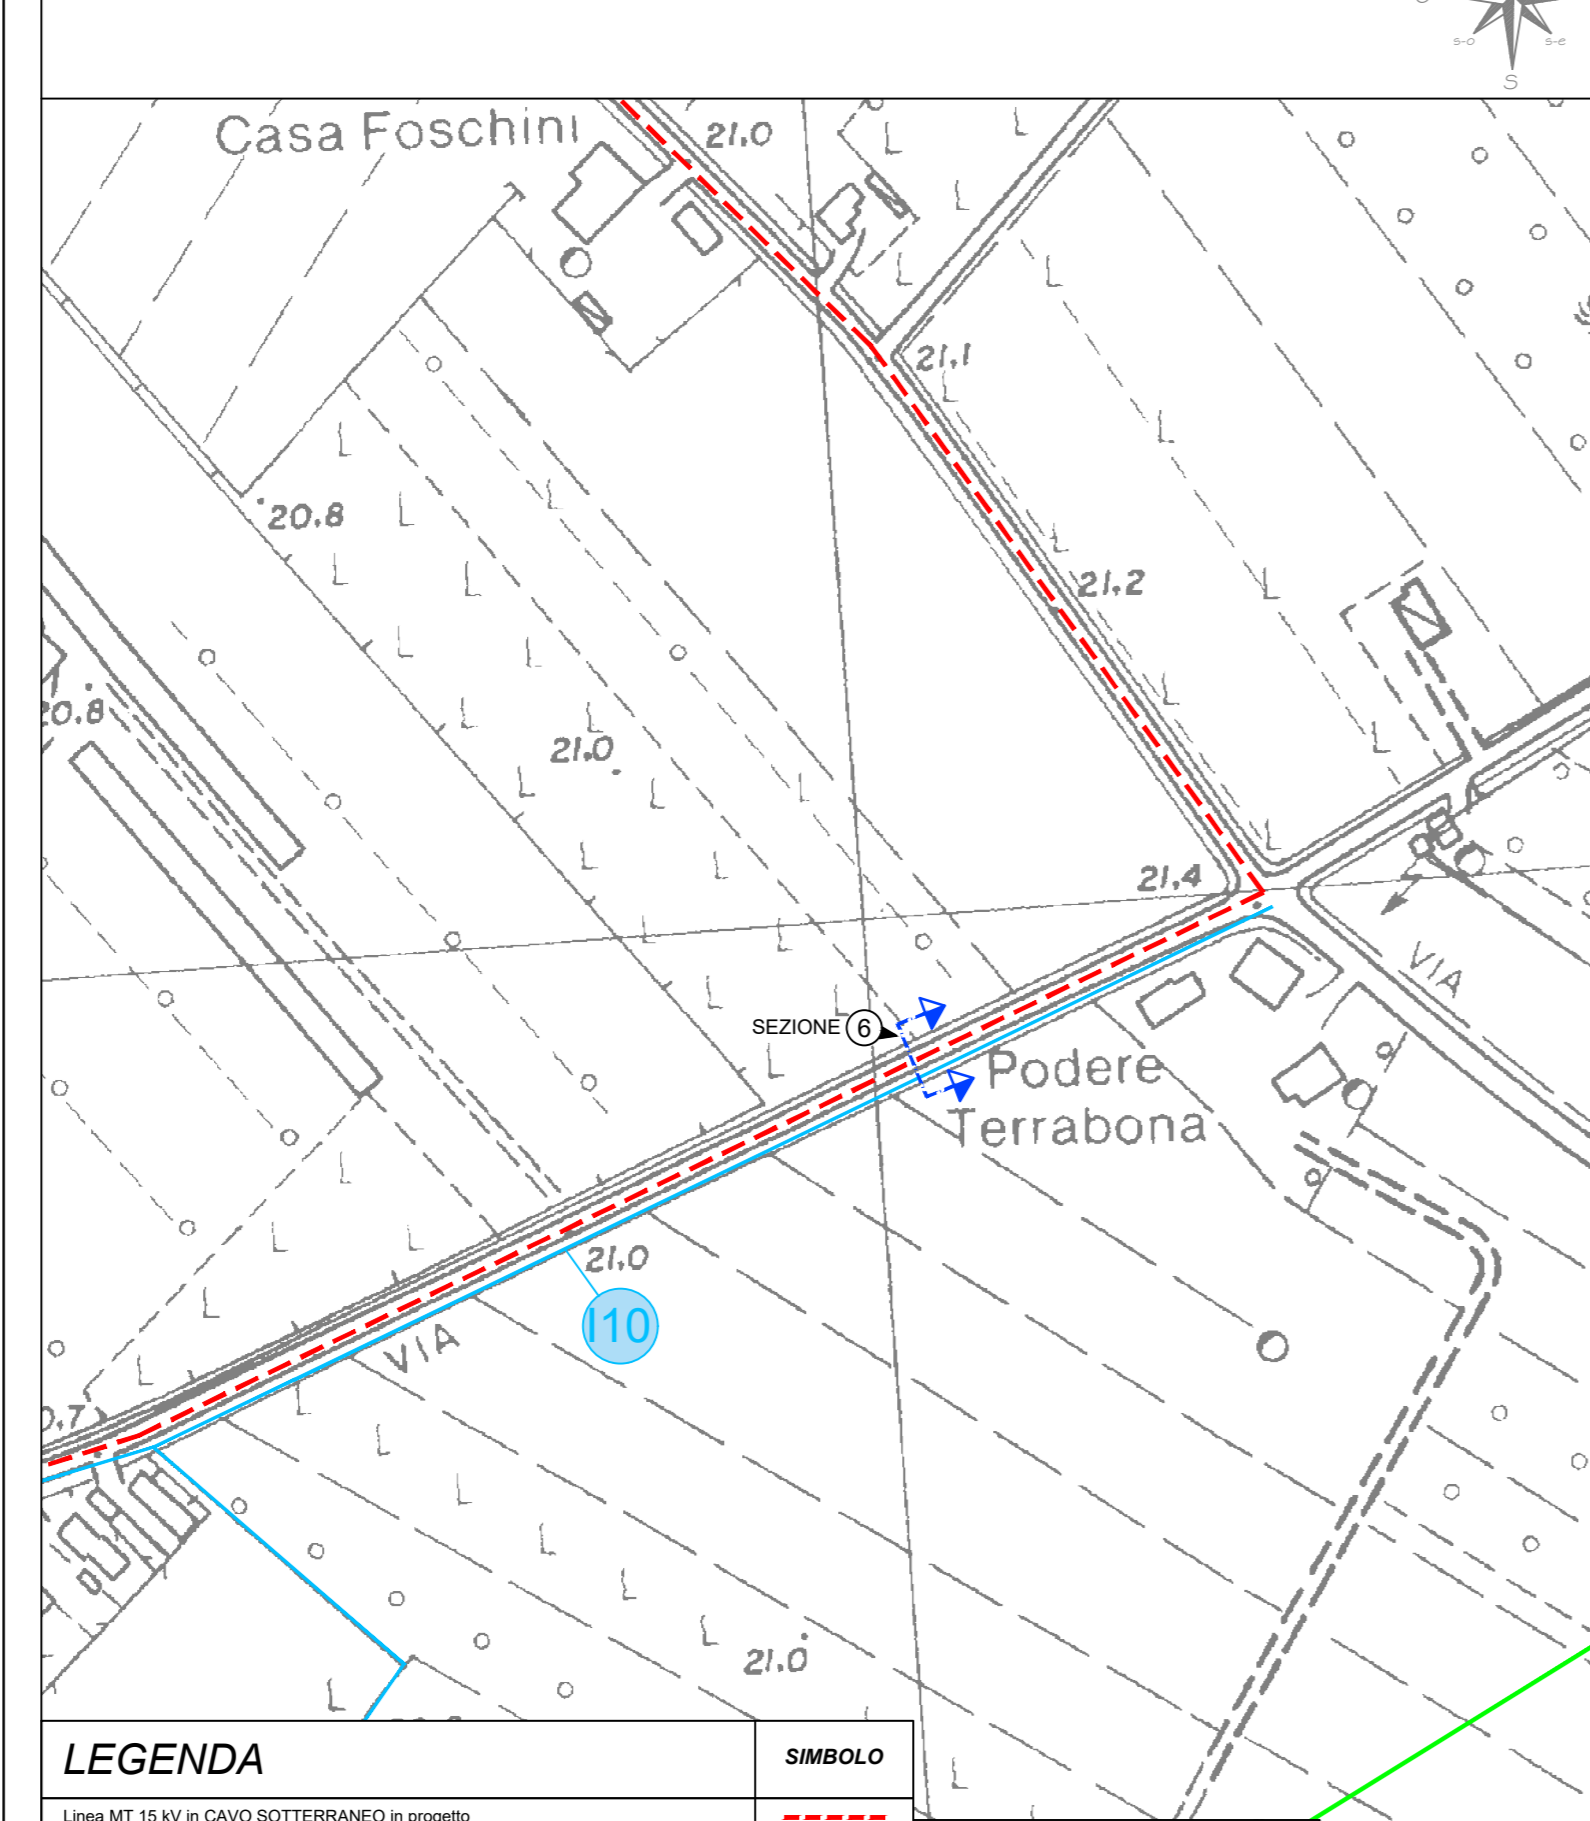 s-o
s-e
S
Casa Foschini
21.0
21.1
20.8
21.2
20.8
21.0
21.4
VIA
SEZIONE 6
Podere
Terrabona
21.0
I10
VIA
0.7
21.0
LEGENDA
SIMBOLO
Linea MT 15 kV in CAVO SOTTERRANEO in progetto